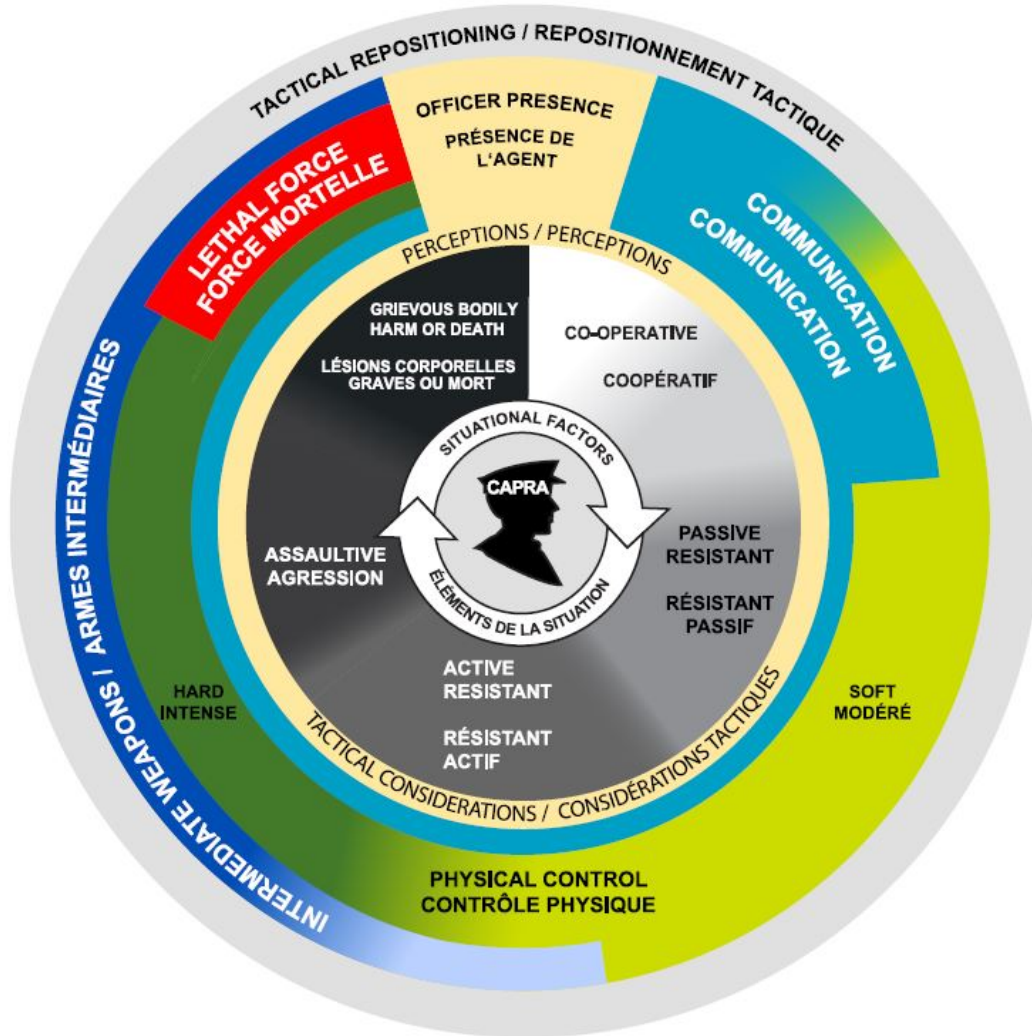 TACTICAL REPOSITIONING / REPOSITIONNEMENT TACTIQUE
OFFICER PRESENCE
PRÉSENCE DE
L'AGENT
LETHAL FORCE
FORCE MORTELLE
COMMUNICATION
COMMUNICATION
PERCEPTIONS / PERCEPTIONS
GRIEVOUS BODILY
HARM OR DEATH
LÉSIONS CORPORELLES
GRAVES OU MORT
CO-OPERATIVE
COOPÉRATIF
SITUATIONAL FACTORS
CAPRA
ÉLÉMENTS DE LA SITUATION
ASSAULTIVE
AGRESSION
PASSIVE
RESISTANT
RÉSISTANT
PASSIF
ACTIVE
RESISTANT
RÉSISTANT
ACTIF
TACTICAL CONSIDERATIONS / CONSIDÉRATIONS TACTIQUES
HARD
INTENSE
SOFT
MODÉRÉ
INTERMEDIATE WEAPONS / ARMES INTERMÉDIAIRES
PHYSICAL CONTROL
CONTRÔLE PHYSIQUE